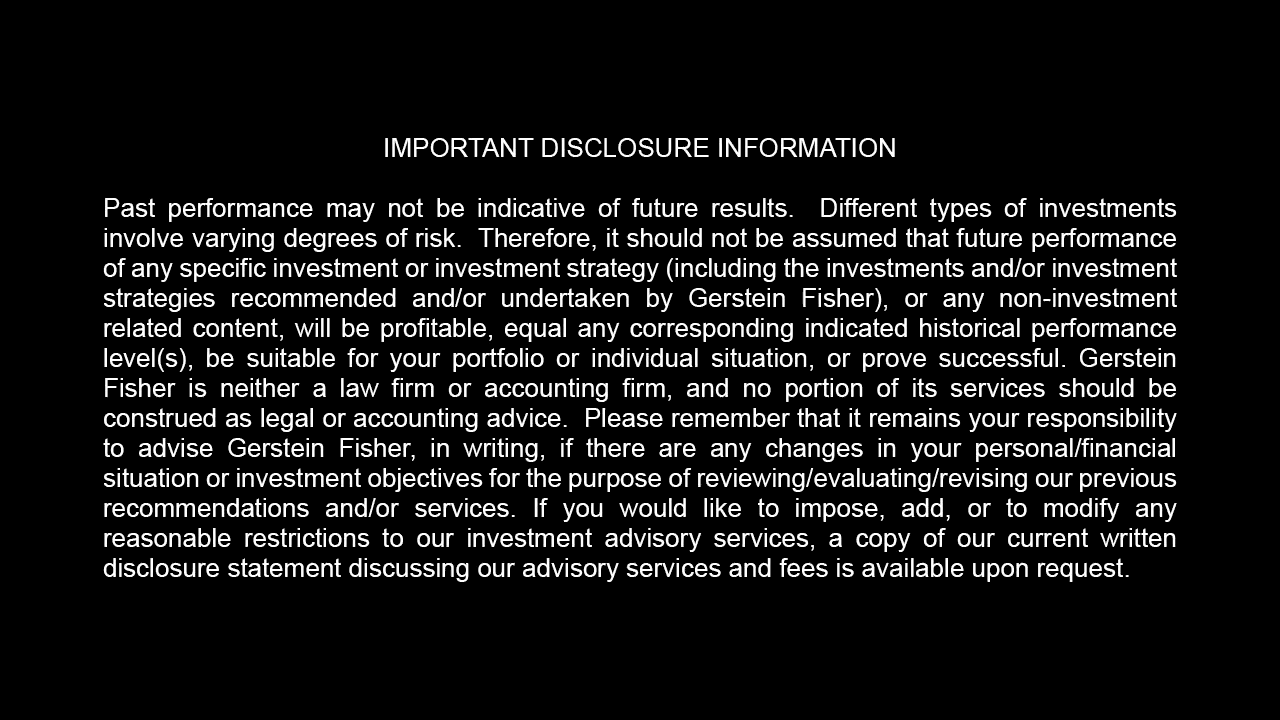 IMPORTANT DISCLOSURE INFORMATION
Past performance may not be indicative of future results.  Different types of investments
involve varying degrees of risk.  Therefore, it should not be assumed that future performance
of any specific investment or investment strategy (including the investments and/or investment
strategies recommended and/or undertaken by Gerstein Fisher), or any non-investment
related content, will be profitable, equal any corresponding indicated historical performance
level(s), be suitable for your portfolio or individual situation, or prove successful. Gerstein
Fisher is neither a law firm or accounting firm, and no portion of its services should be
construed as legal or accounting advice.  Please remember that it remains your responsibility
to advise Gerstein Fisher, in writing, if there are any changes in your personal/financial
situation or investment objectives for the purpose of reviewing/evaluating/revising our previous
recommendations and/or services. If you would like to impose, add, or to modify any
reasonable restrictions to our investment advisory services, a copy of our current written
disclosure statement discussing our advisory services and fees is available upon request.